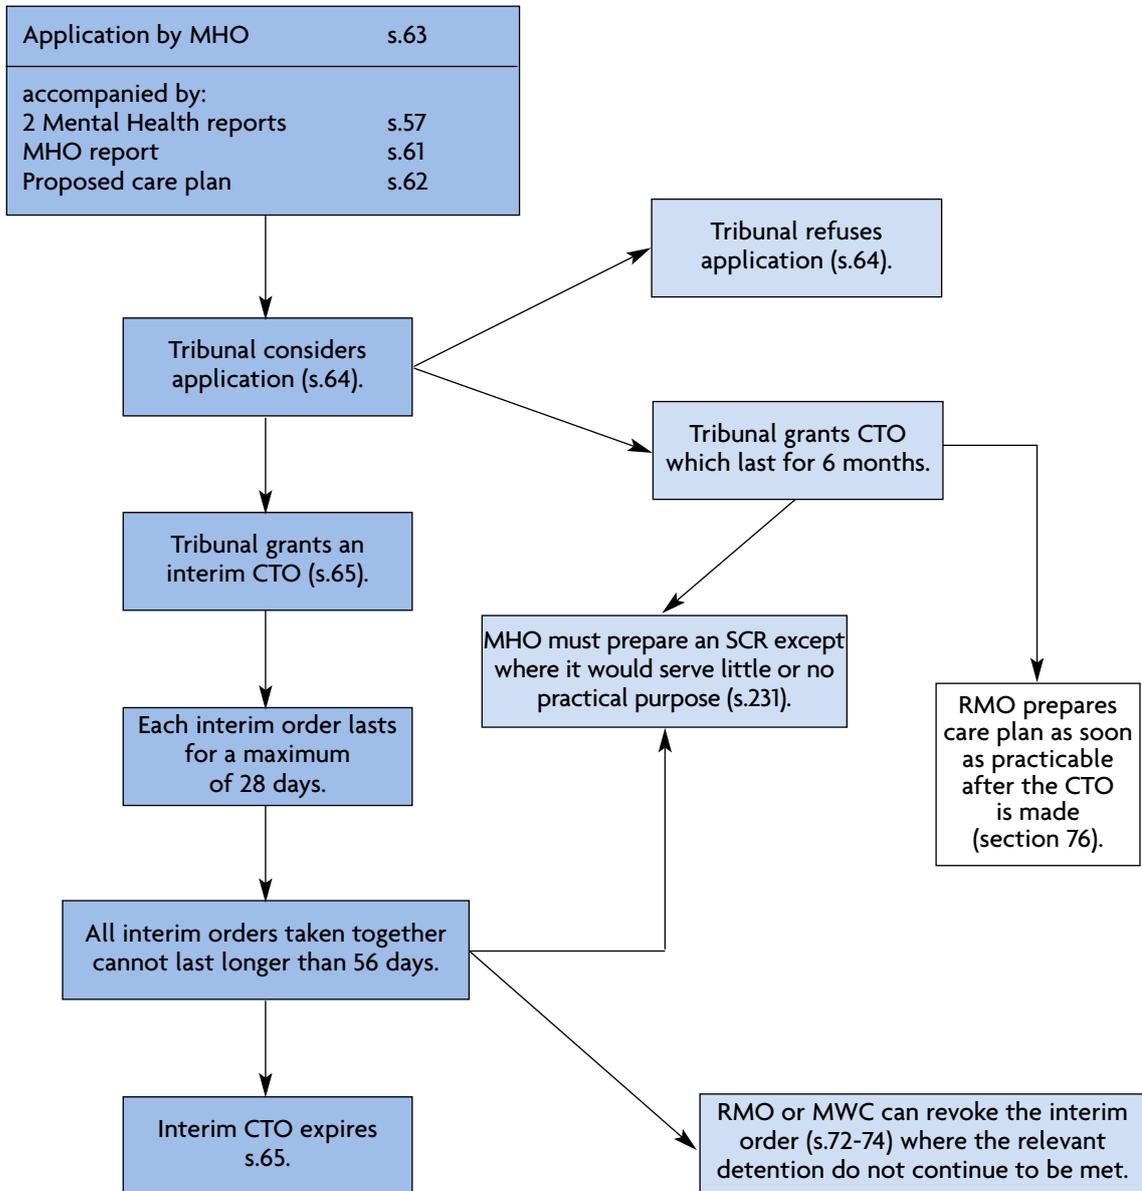 Application by MHO s.63
accompanied by:
2 Mental Health reports s.57
MHO report s.61
Proposed care plan s.62
Tribunal refuses
application (s.64).
Tribunal considers
application (s.64).
Tribunal grants CTO
which last for 6 months.
Tribunal grants an
interim CTO (s.65).
MHO must prepare an SCR except
where it would serve little or no
practical purpose (s.231).
RMO prepares
care plan as soon
as practicable
after the CTO
is made
(section 76).
Each interim order lasts
for a maximum
of 28 days.
All interim orders taken together
cannot last longer than 56 days.
Interim CTO expires
s.65.
RMO or MWC can revoke the interim
order (s.72-74) where the relevant
detention do not continue to be met.